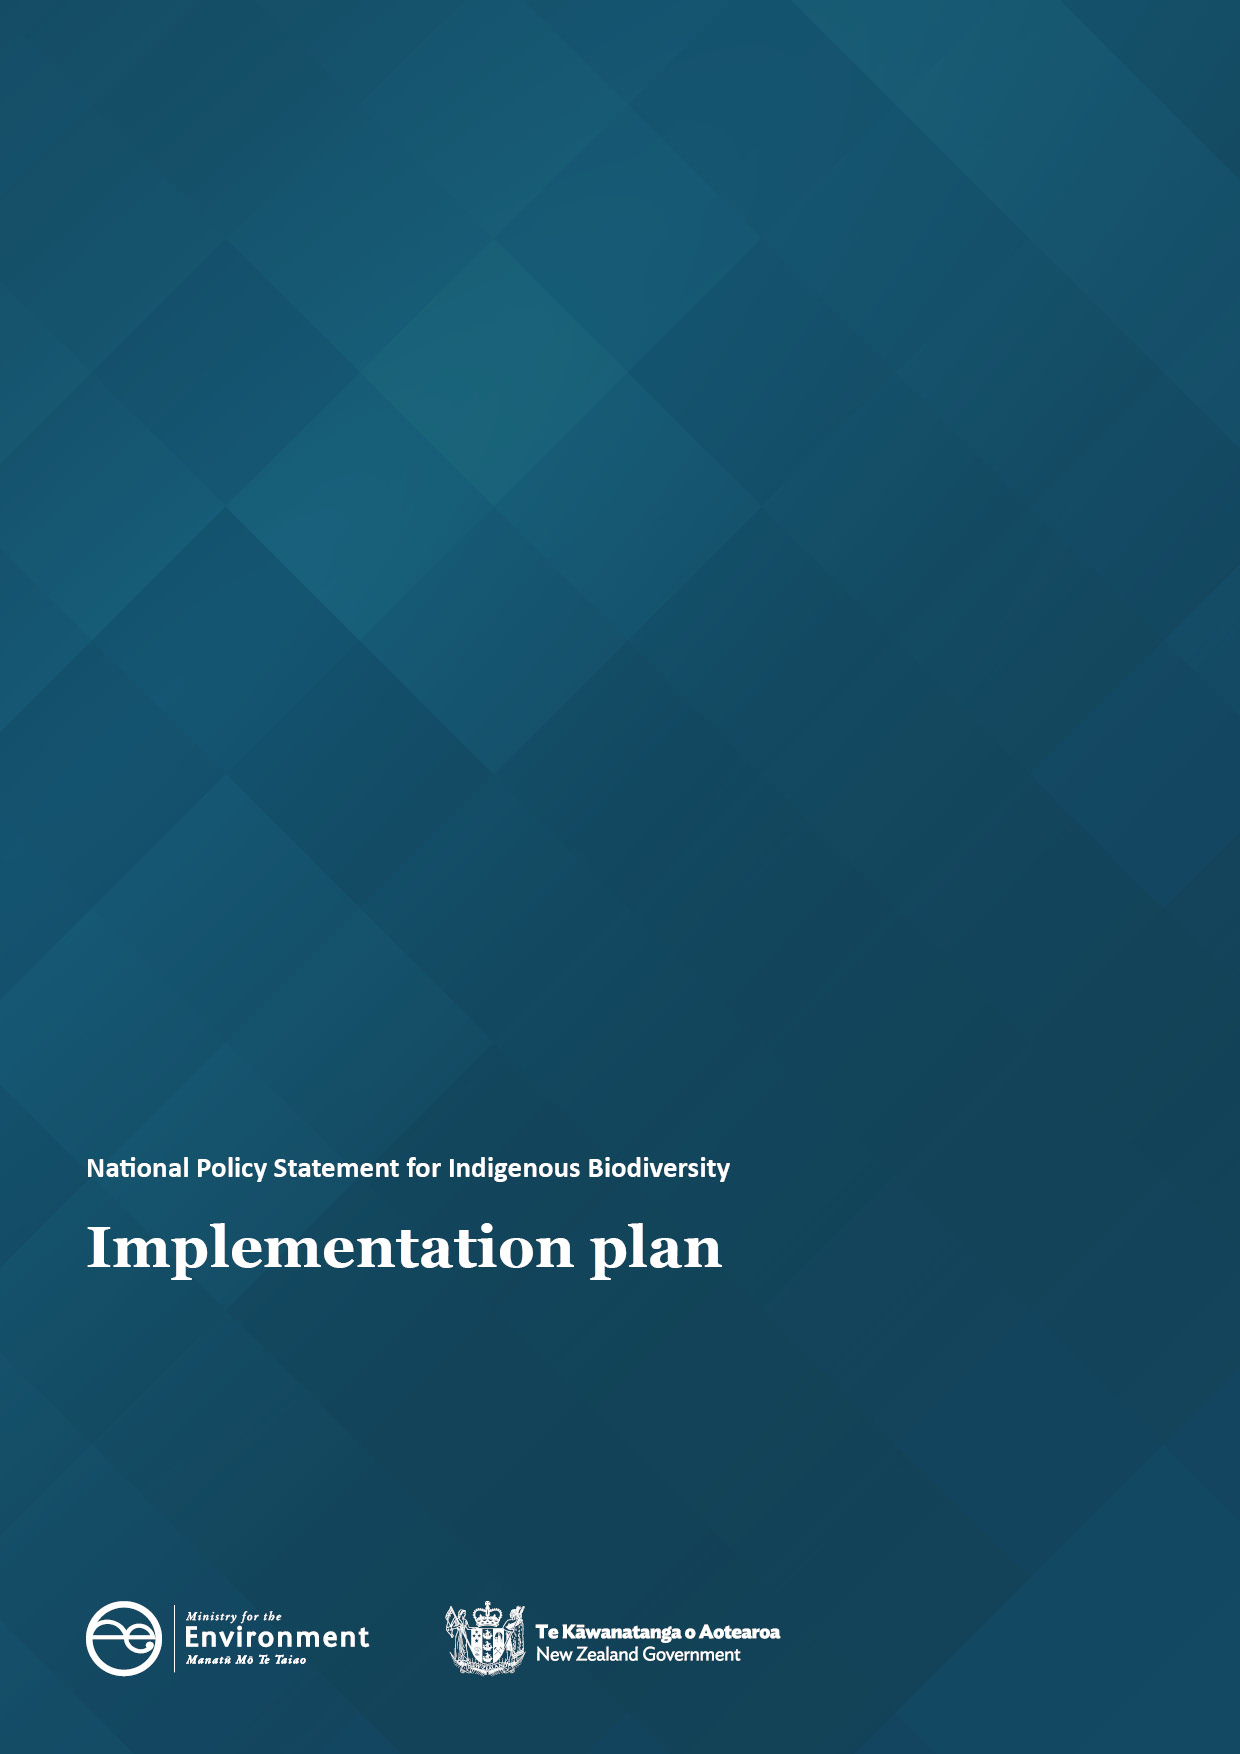 National Policy Statement for Indigenous Biodiversity
Implementation plan
Ministry for the
Environment
Manatū Mō Te Taiao
Te Kāwanatanga o Aotearoa
New Zealand Government